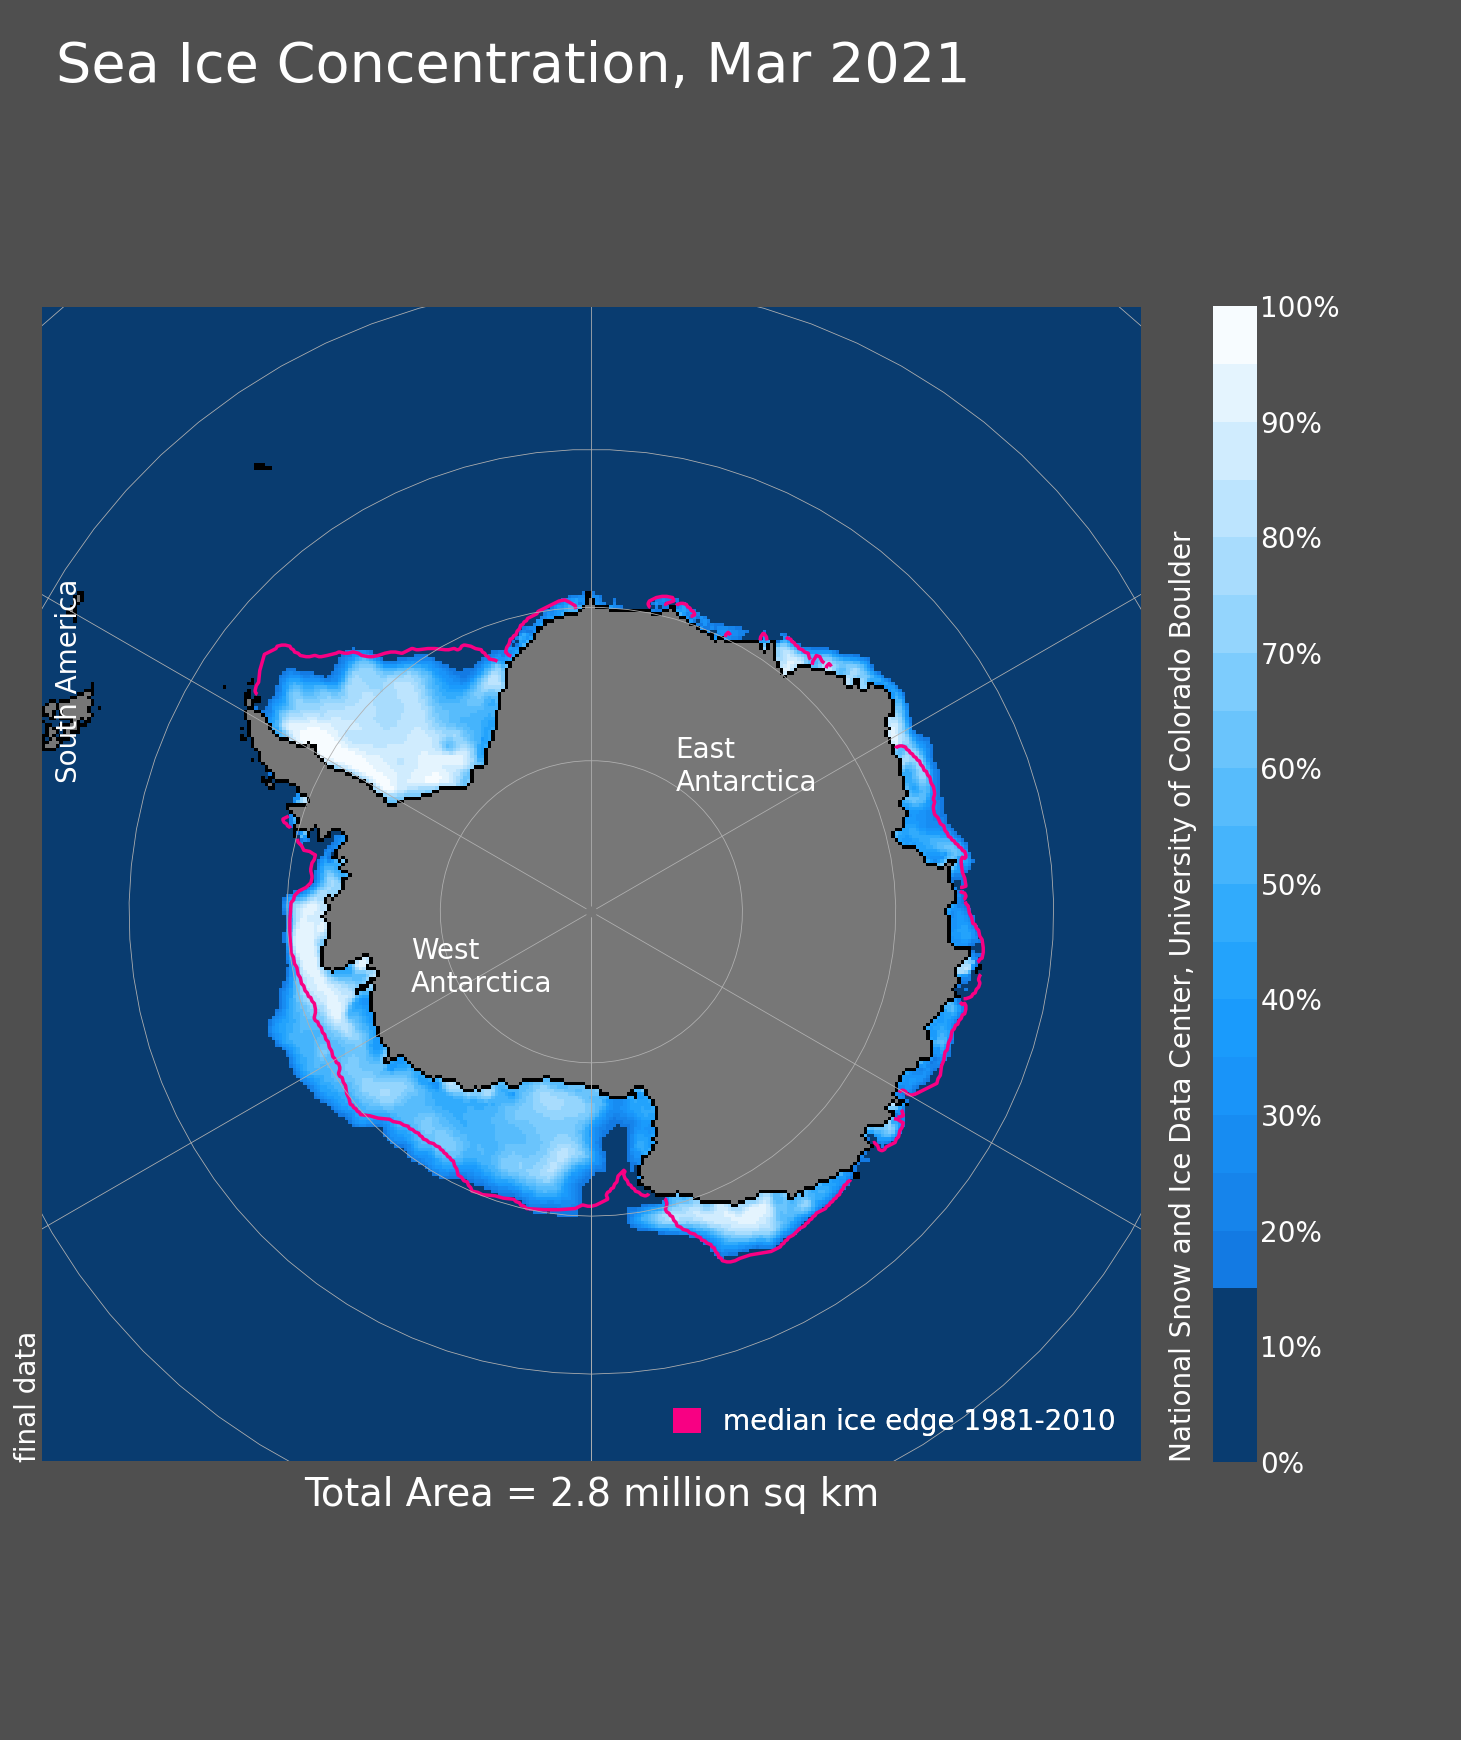 Sea Ice Concentration, Mar 2021
South America
East
Antarctica
West
Antarctica
median ice edge 1981-2010
final data
Total Area = 2.8 million sq km
National Snow and Ice Data Center, University of Colorado Boulder
100%
90%
80%
70%
60%
50%
40%
30%
20%
10%
0%